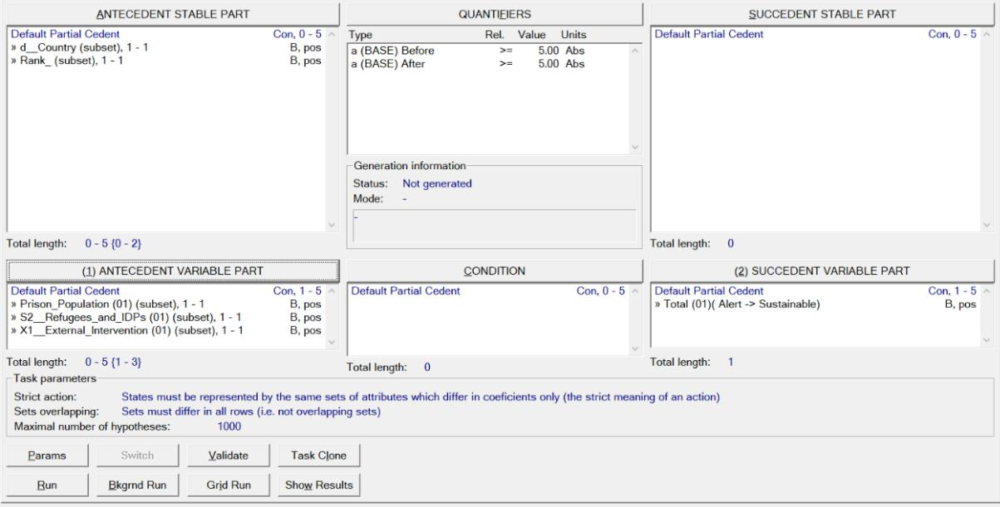 ANTECEDENT STABLE PART
Default Partial Cedent Con, 0 - 5
» d__Country (subset), 1 - 1 B, pos
» Rank_ (subset), 1 - 1 B, pos
Total length: 0 - 5 {0 - 2}
QUANTIFIERS
Type Rel. Value Units
a (BASE) Before >= 5.00 Abs
a (BASE) After >= 5.00 Abs
Generation information
Status: Not generated
Mode: -
-
SUCCEDENT STABLE PART
Default Partial Cedent Con, 0 - 5
Total length: 0
(1) ANTECEDENT VARIABLE PART
Default Partial Cedent Con, 1 - 5
» Prison_Population (01) (subset), 1 - 1 B, pos
» S2__Refugees_and_IDPs (01) (subset), 1 - 1 B, pos
» X1__External_Intervention (01) (subset), 1 - 1 B, pos
Total length: 0 - 5 {1 - 3}
CONDITION
Default Partial Cedent Con, 0 - 5
Total length: 0
(2) SUCCEDENT VARIABLE PART
Default Partial Cedent Con, 1 - 5
» Total (01)( Alert -> Sustainable) B, pos
Total length: 1
Task parameters
Strict action: States must be represented by the same sets of attributes which differ in coeficients only (the strict meaning of an action)
Sets overlapping: Sets must differ in all rows (i.e. not overlapping sets)
Maximal number of hypotheses: 1000
Params Switch Validate Task Clone
Run Bkgrnd Run Grid Run Show Results